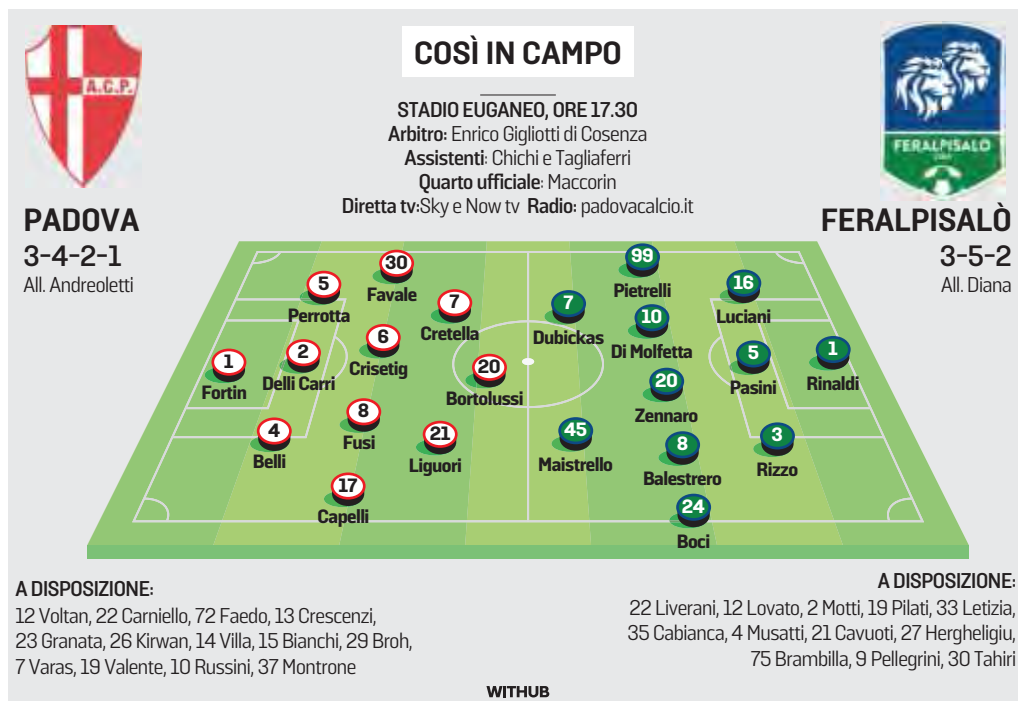 COSÌ IN CAMPO
STADIO EUGANEO, ORE 17.30
Arbitro: Enrico Gigliotti di Cosenza
Assistenti: Chichi e Tagliaferri
Quarto ufficiale: Maccorin
Diretta tv:Sky e Now tv Radio: padovacalcio.it
A.C.P.
PADOVA
3-4-2-1
All. Andreoletti
FERALPISALÒ
FERALPISALÒ
3-5-2
All. Diana
1
Fortin
5
Perrotta
2
Delli Carri
4
Belli
30
Favale
6
Crisetig
8
Fusi
17
Capelli
7
Cretella
21
Liguori
20
Bortolussi
7
Dubickas
45
Maistrello
99
Pietrelli
10
Di Molfetta
20
Zennaro
8
Balestrero
24
Boci
16
Luciani
5
Pasini
3
Rizzo
1
Rinaldi
A DISPOSIZIONE:
12 Voltan, 22 Carniello, 72 Faedo, 13 Crescenzi,
23 Granata, 26 Kirwan, 14 Villa, 15 Bianchi, 29 Broh,
7 Varas, 19 Valente, 10 Russini, 37 Montrone
A DISPOSIZIONE:
22 Liverani, 12 Lovato, 2 Motti, 19 Pilati, 33 Letizia,
35 Cabianca, 4 Musatti, 21 Cavuoti, 27 Hergheligiu,
75 Brambilla, 9 Pellegrini, 30 Tahiri
WITHUB